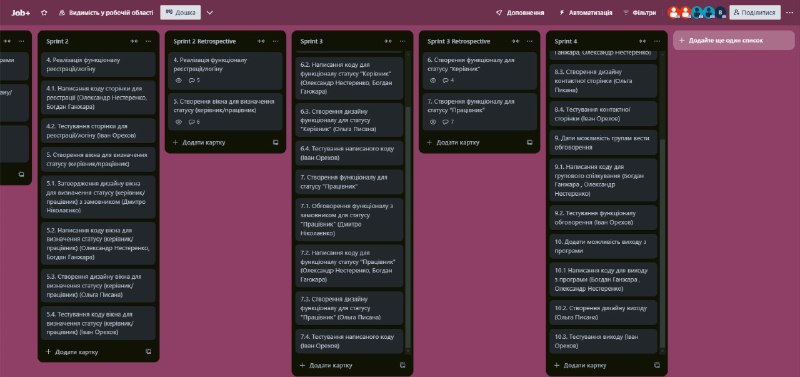 Job+
Видимість у робочій області
Дошка
Доповнення
Автоматизація
Фільтри
Поділитися
Sprint 2
4. Реалізація функціоналу
реєстрації/логіну
4.1. Написання коду сторінки для
реєстрації (Олександр Нестеренко,
Богдан Ганжара)
4.2. Тестування сторінки для
реєстрації/логіну (Іван Орехов)
5. Створення вікна для визначення
статусу (керівник/працівник)
5.1. Затвордження дизайну вікна
для визначення статусу (керівник/
працівник) з замовником (Дмитро
Ніколаєнко)
5.2. Написання коду вікна для
визначення статусу (керівник/
працівник) (Олександр Нестеренко,
Богдан Ганжара)
5.3. Створення дизайну вікна для
визначення статусу (керівник/
працівник) (Ольга Писана)
5.4. Тестування коду вікна для
визначення статусу (керівник/
працівник) (Іван Орехов)
Додати картку
Sprint 2 Retrospective
4. Реалізація функціоналу
реєстрації/логіну
5
5. Створення вікна для визначення
статусу (керівник/працівник)
6
Додати картку
Sprint 3
6.2. Написання коду для
функціоналу статусу "Керівник"
(Олександр Нестеренко, Богдан
Ганжара)
6.3. Створення дизайну
функціоналу для статусу
"Керівник" (Ольга Писана)
6.4. Тестування написаного коду
(Іван Орехов)
7. Створення функціоналу для
статусу "Працівник"
7.1. Обговорення функціоналу з
замовником для статусу
"Працівник" (Дмитро
Ніколаєнко)
7.2. Написання коду для
функціоналу статусу "Працівник"
(Олександр Нестеренко, Богдан
Ганжара)
7.3. Створення дизайну
функціоналу для статусу
"Працівник" (Ольга Писана)
7.4. Тестування написаного коду
(Іван Орехов)
Додати картку
Sprint 3 Retrospective
6. Створення функціоналу для
статусу "Керівник"
4
7. Створення функціоналу для
статусу "Працівник"
7
Додати картку
Sprint 4
Ганжара, Олександр Нестеренко)
8.3. Створення дизайну
контактної сторінки (Ольга
Писана)
8.4. Тестування контактної
сторінки (Іван Орехов)
9. Дати можливість групам вести
обговорення
9.1. Написання коду для
групового спілкування (Богдан
Ганжара , Олександр
Нестеренко)
9.2. Тестування функціоналу
обговорення (Іван Орехов)
10. Додати можливість виходу з
програми
10.1 Написання коду для виходу
з програми (Богдан Ганжара ,
Олександр Нестеренко)
10.2. Створення дизайну виходу
(Ольга Писана)
10.3. Тестування виходу (Іван
Орехов)
Додати картку
Додайте ще один список